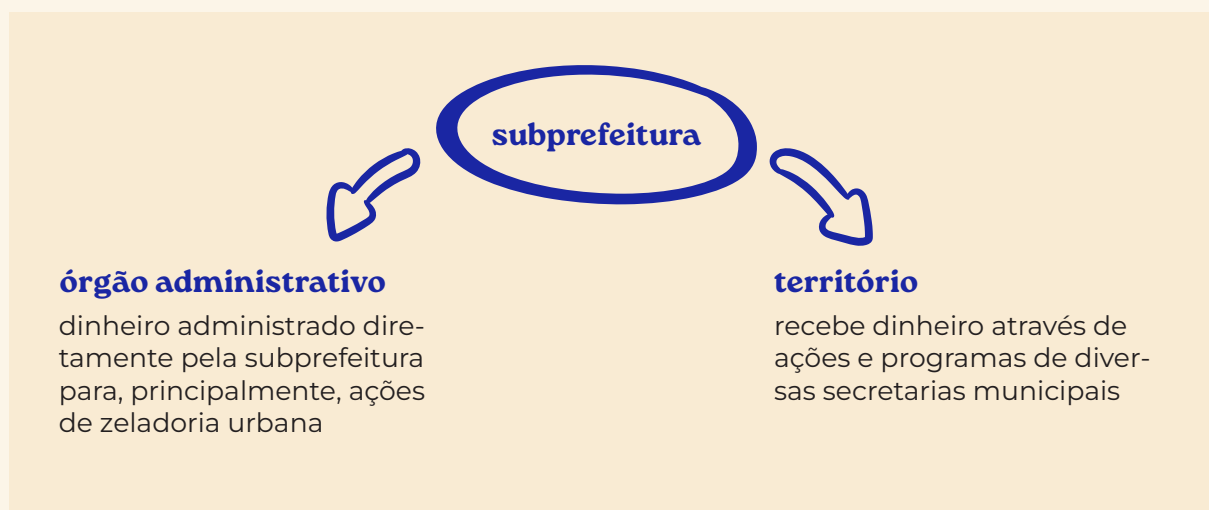 subprefeitura
órgão administrativo
dinheiro administrado dire-
tamente pela subprefeitura
para, principalmente, ações
de zeladoria urbana
território
recebe dinheiro através de
ações e programas de diver-
sas secretarias municipais